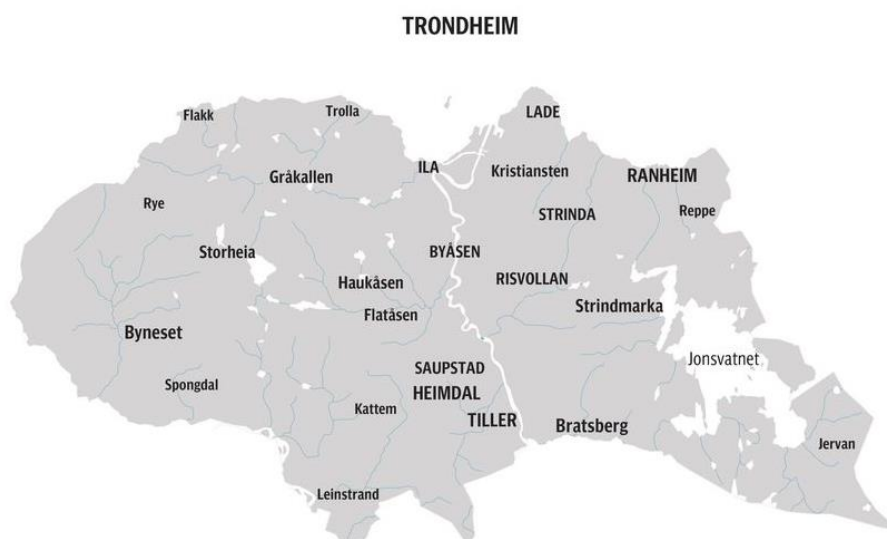 TRONDHEIM
Flakk
Trolla
LADE
ILA
Kristiansten
Gråkallen
RANHEIM
Rye
STRINDA
Reppe
Storheia
BYÅSEN
Haukåsen
RISVOLLAN
Flatåsen
Strindmarka
Byneset
Jonsvatnet
SAUPSTAD
Spongdal
HEIMDAL
Kattem
TILLER
Bratsberg
Jervan
Leinstrand